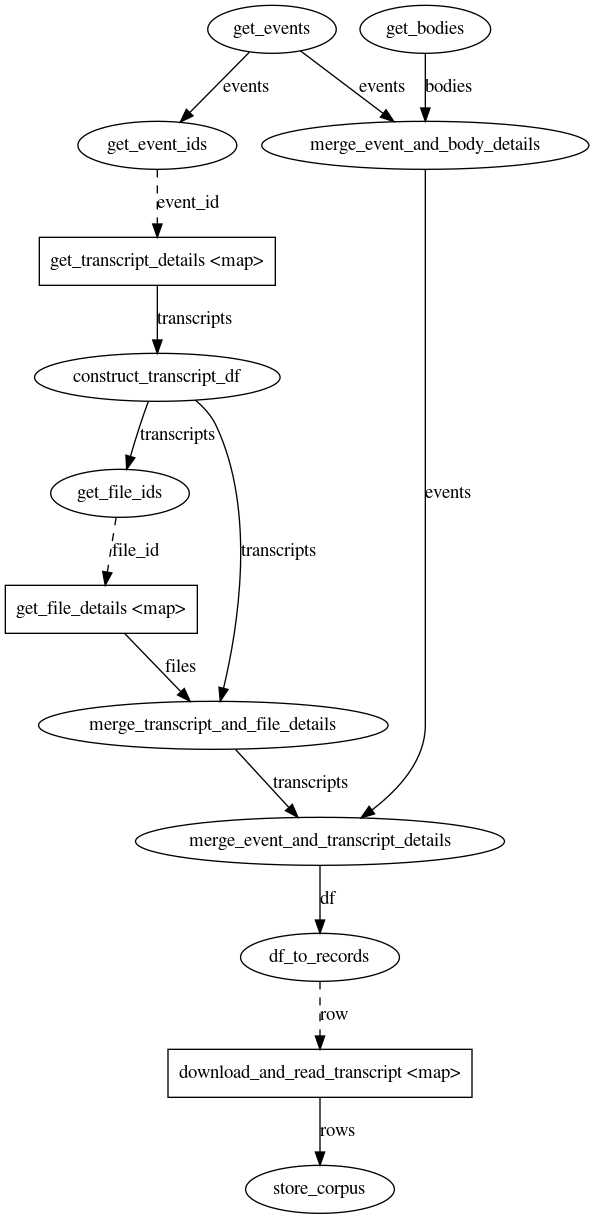 get_events
get_bodies
events
events
bodies
get_event_ids
merge_event_and_body_details
event_id
get_transcript_details <map>
transcripts
construct_transcript_df
transcripts
get_file_ids
events
file_id
transcripts
get_file_details <map>
files
merge_transcript_and_file_details
transcripts
merge_event_and_transcript_details
df
df_to_records
row
download_and_read_transcript <map>
rows
store_corpus